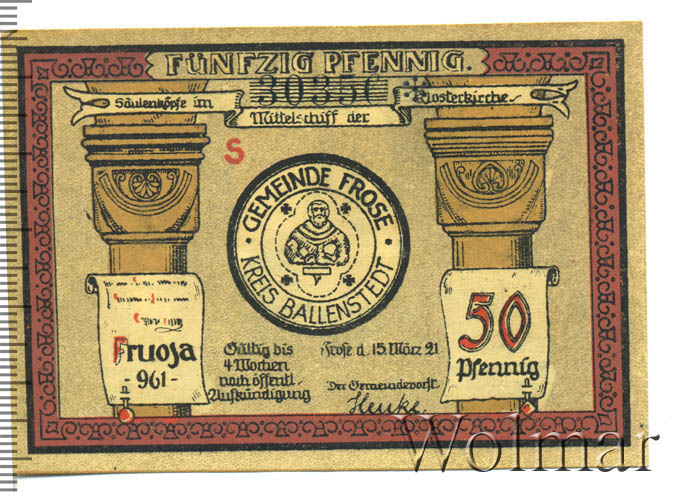 FÜNFZIG PFENNIG.
Säulenköpfe im Mittelschiff der Klosterkirche
S
GEMEINDE FROSE
KREIS BALLENSTEDT
Fruosa
- 961 -
50
Pfennig
Gültig bis
4 Wochen
nach öffentl.
Aufkündigung
Frose d. 15. März 21
Der Gemeindevorst.
Henke.
Wolmar